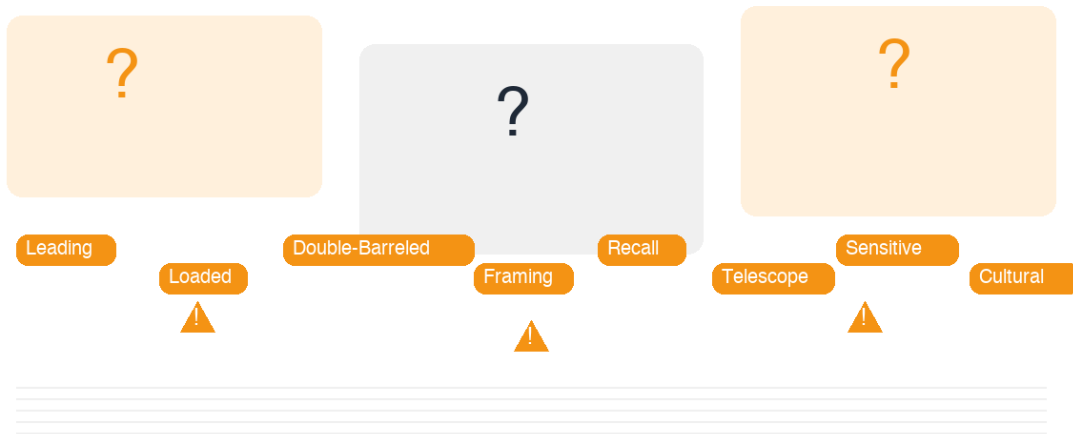 ?
?
?
Leading
Double-Barreled
Recall
Sensitive
Loaded
Framing
Telescope
Cultural
!
!
!